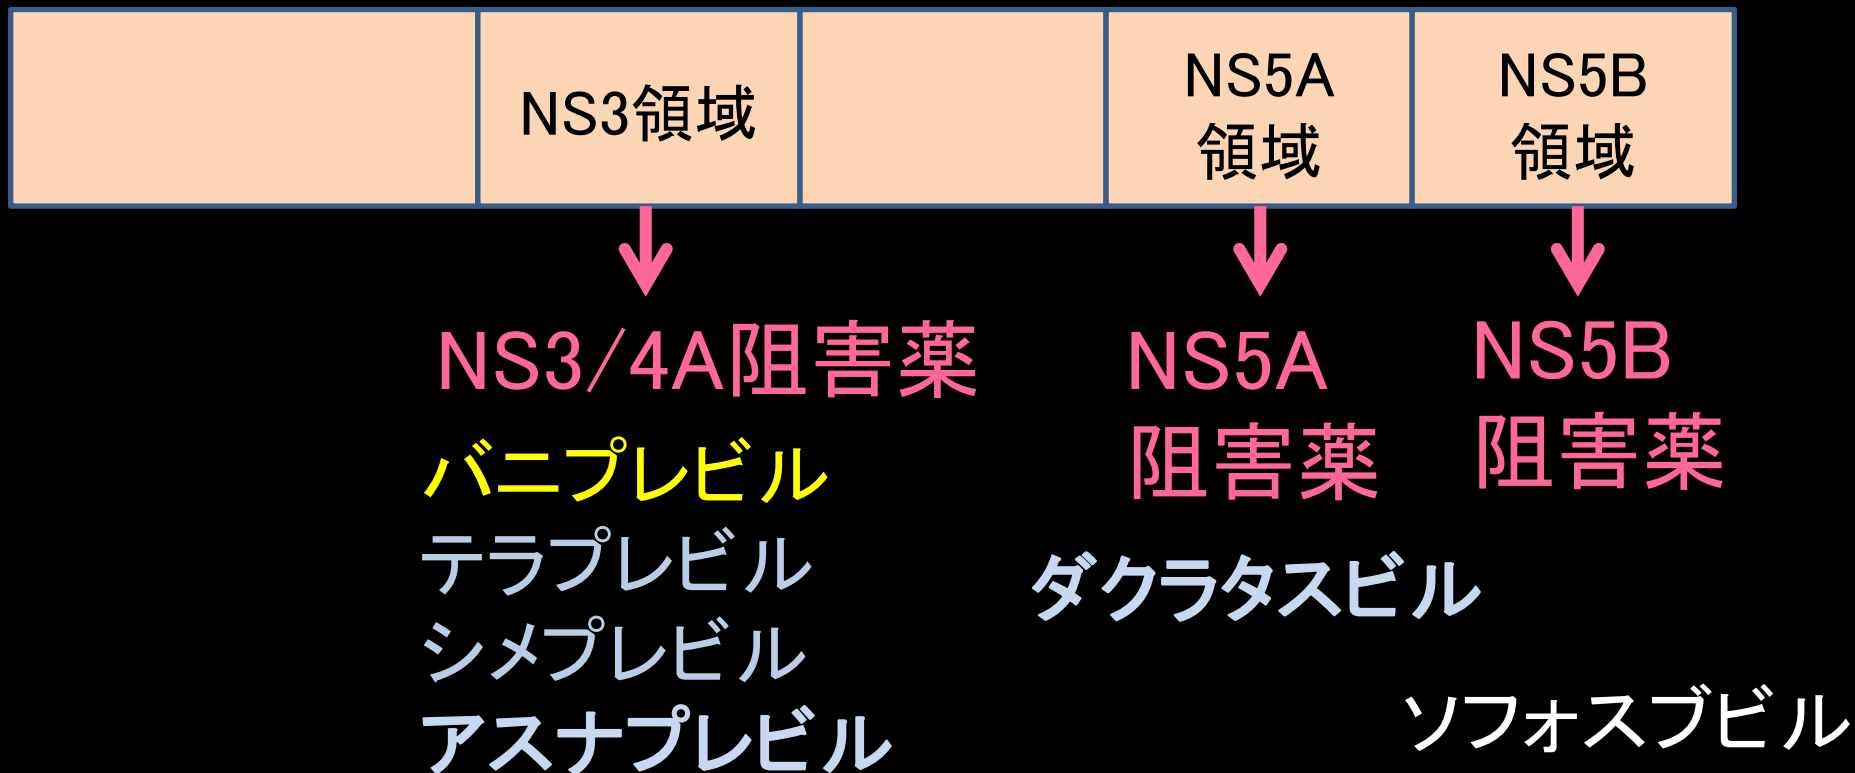 NS3領域
NS5A
領域
NS5B
領域
NS3/4A阻害薬
NS5A
阻害薬
NS5B
阻害薬
バニプレビル
テラプレビル
シメプレビル
アスナプレビル
ダクラタスビル
ソフォスブビル